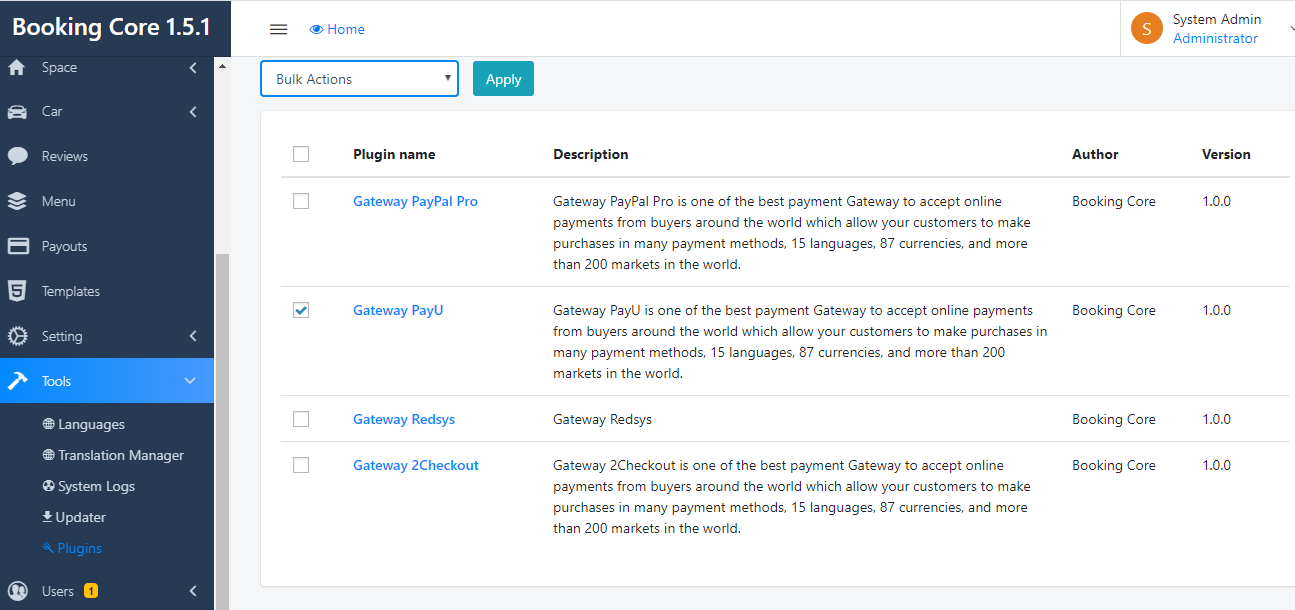 Booking Core 1.5.1
Home
S
System Admin
Administrator
Space
Car
Reviews
Menu
Payouts
Templates
Setting
Tools
Languages
Translation Manager
System Logs
Updater
Plugins
Users 1
Bulk Actions
Apply
Plugin name Description Author Version
Gateway PayPal Pro
Gateway PayPal Pro is one of the best payment Gateway to accept online
payments from buyers around the world which allow your customers to make
purchases in many payment methods, 15 languages, 87 currencies, and more
than 200 markets in the world.
Booking Core
1.0.0
Gateway PayU
Gateway PayU is one of the best payment Gateway to accept online payments
from buyers around the world which allow your customers to make purchases in
many payment methods, 15 languages, 87 currencies, and more than 200
markets in the world.
Booking Core
1.0.0
Gateway Redsys
Gateway Redsys
Booking Core
1.0.0
Gateway 2Checkout
Gateway 2Checkout is one of the best payment Gateway to accept online
payments from buyers around the world which allow your customers to make
purchases in many payment methods, 15 languages, 87 currencies, and more
than 200 markets in the world.
Booking Core
1.0.0